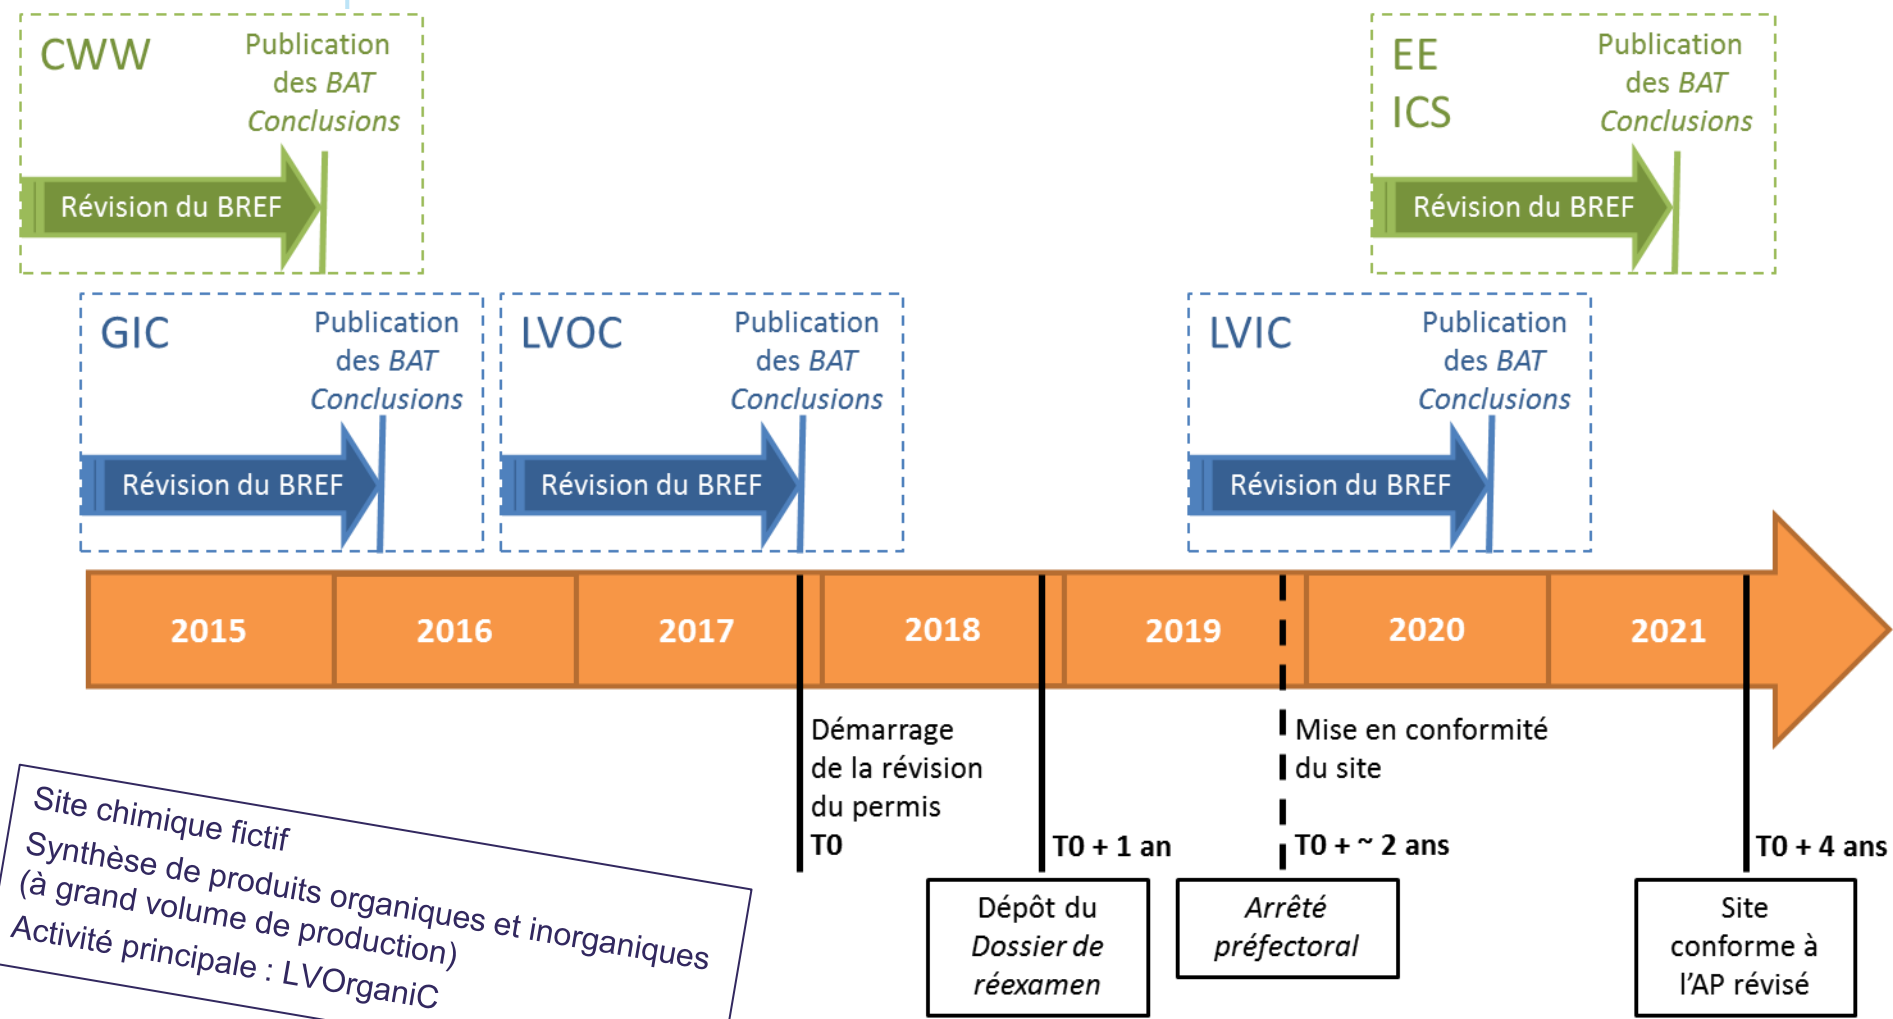 CWW
Publication
des BAT
Conclusions
Révision du BREF
EE
ICS
Publication
des BAT
Conclusions
Révision du BREF
GIC
Publication
des BAT
Conclusions
Révision du BREF
LVOC
Publication
des BAT
Conclusions
Révision du BREF
LVIC
Publication
des BAT
Conclusions
Révision du BREF
2015
2016
2017
2018
2019
2020
2021
Démarrage
de la révision
du permis
T0
T0 + 1 an
Dépôt du
Dossier de
réexamen
Mise en conformité
du site
T0 + ~ 2 ans
Arrêté
préfectoral
T0 + 4 ans
Site
conforme à
l'AP révisé
Site chimique fictif
Synthèse de produits organiques et inorganiques
(à grand volume de production)
Activité principale : LVOrganiC